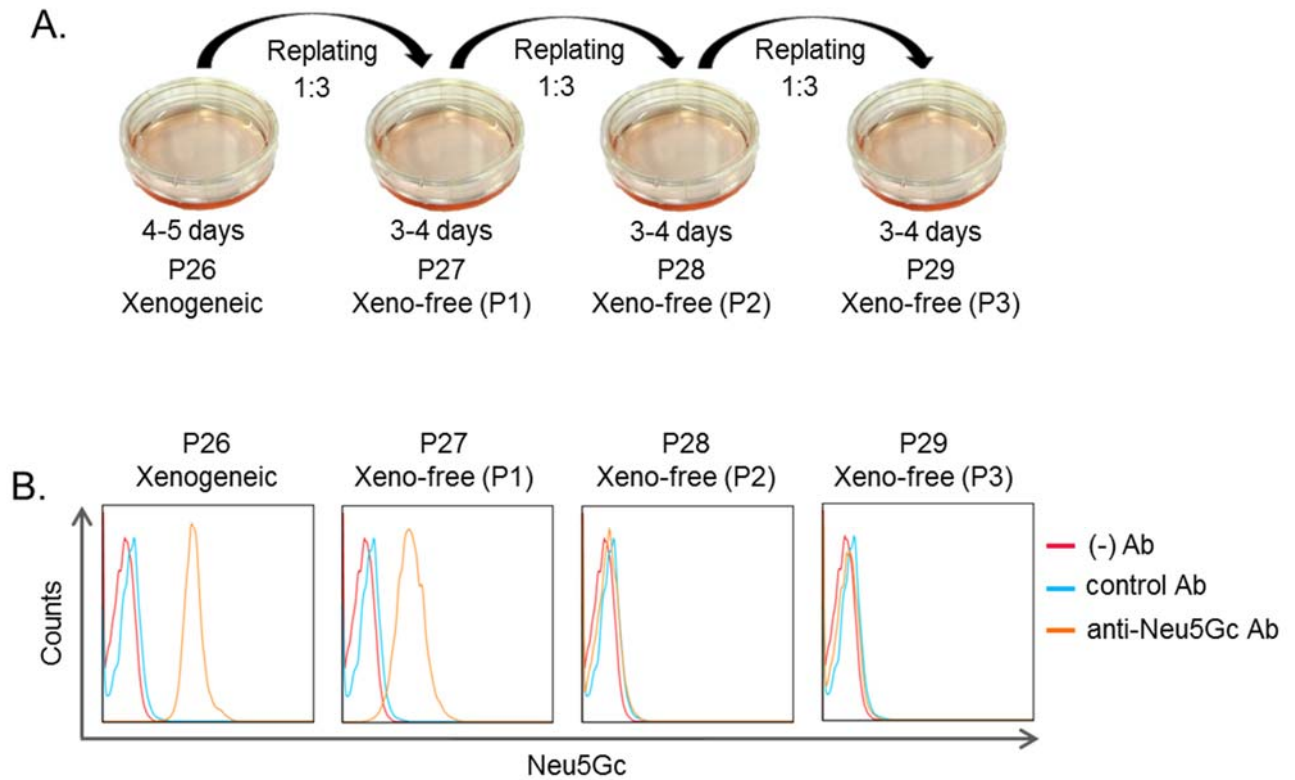 A.
Replating
1:3
Replating
1:3
Replating
1:3
4-5 days
P26
Xenogeneic
3-4 days
P27
Xeno-free (P1)
3-4 days
P28
Xeno-free (P2)
3-4 days
P29
Xeno-free (P3)
B.
P26
Xenogeneic
P27
Xeno-free (P1)
P28
Xeno-free (P2)
P29
Xeno-free (P3)
Counts
(-) Ab
control Ab
anti-Neu5Gc Ab
Neu5Gc